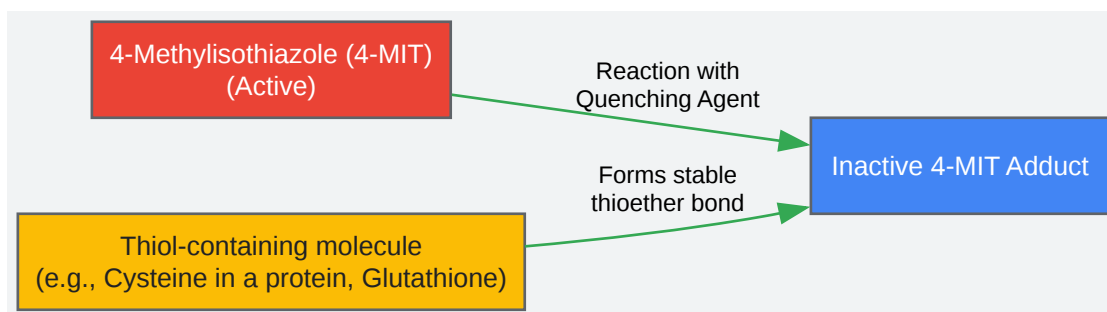 4-Methylisothiazole (4-MIT)
(Active)
Reaction with
Quenching Agent
Inactive 4-MIT Adduct
Forms stable
thioether bond
Thiol-containing molecule
(e.g., Cysteine in a protein, Glutathione)